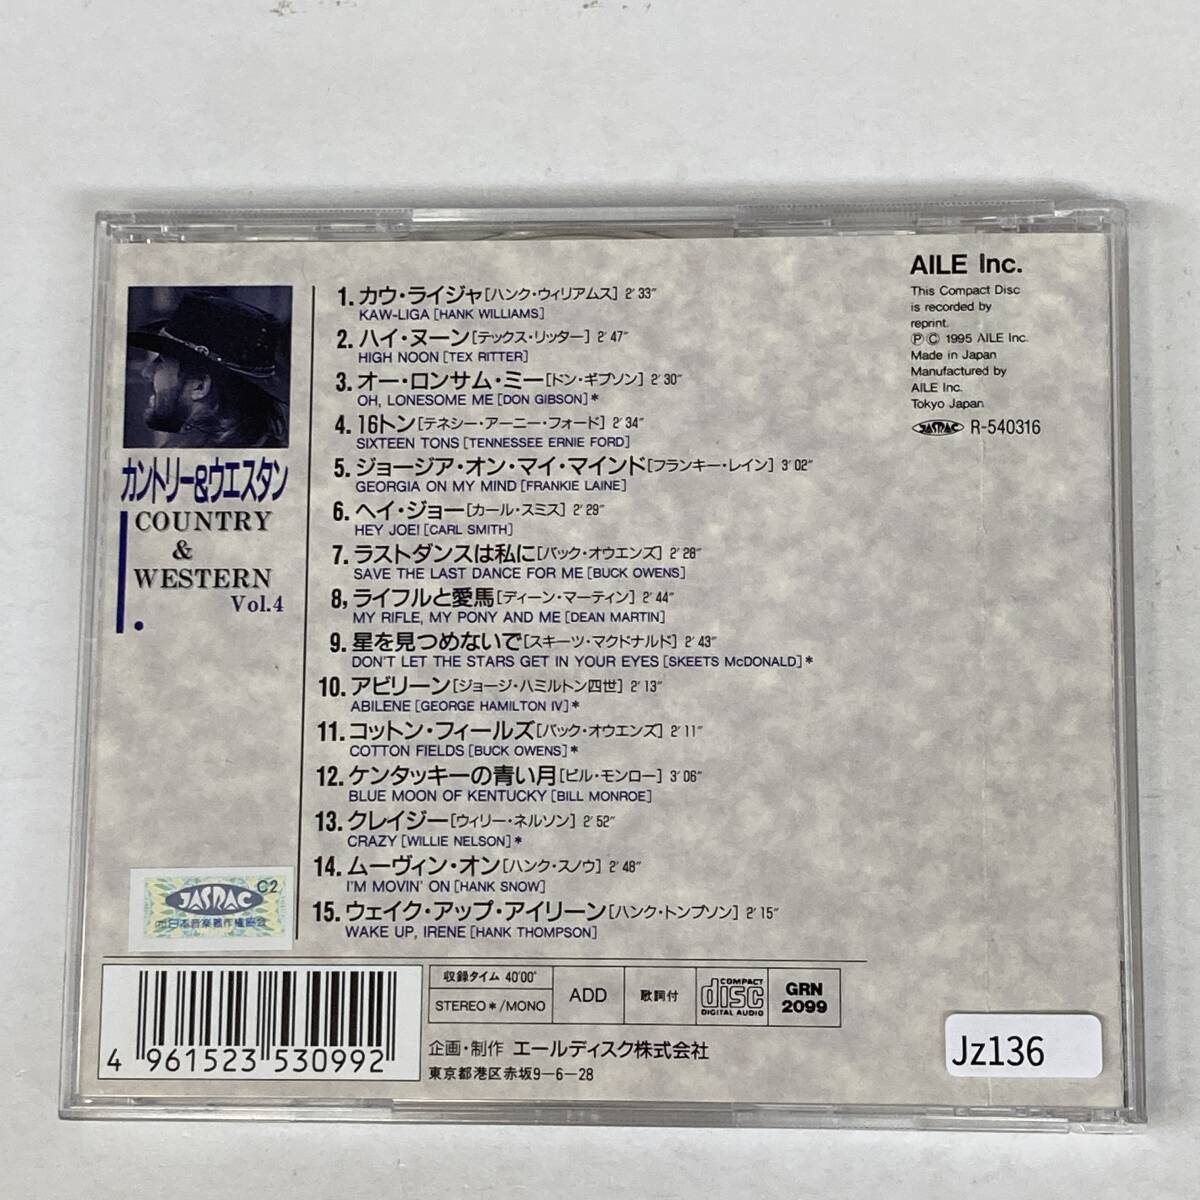 カントリー&ウエスタン
COUNTRY
&
WESTERN
Vol.4
1. カウ・ライジャ[ハンク・ウィリアムス] 2'33"
KAW-LIGA [HANK WILLIAMS]
2. ハイ・ヌーン[テックス・リッター] 2'47"
HIGH NOON [TEX RITTER]
3. オー・ロンサム・ミー[ドン・ギブソン] 2'30"
OH, LONESOME ME [DON GIBSON]*
4. 16トン[テネシー・アーニー・フォード] 2'34"
SIXTEEN TONS [TENNESSEE ERNIE FORD]
5. ジョージア・オン・マイ・マインド[フランキー・レイン] 3'02"
GEORGIA ON MY MIND [FRANKIE LAINE]
6. ヘイ・ジョー[カール・スミス] 2'29"
HEY JOE! [CARL SMITH]
7. ラストダンスは私に[バック・オウエンズ] 2'28"
SAVE THE LAST DANCE FOR ME [BUCK OWENS]
8, ライフルと愛馬[ディーン・マーティン] 2'44"
MY RIFLE, MY PONY AND ME [DEAN MARTIN]
9. 星を見つめないで[スキーツ・マクドナルド] 2'43"
DON'T LET THE STARS GET IN YOUR EYES [SKEETS McDONALD]*
10. アビリーン[ジョージ・ハミルトン四世] 2'13"
ABILENE [GEORGE HAMILTON IV]*
11. コットン・フィールズ[バック・オウエンズ] 2'11"
COTTON FIELDS [BUCK OWENS]*
12. ケンタッキーの青い月[ビル・モンロー] 3'06"
BLUE MOON OF KENTUCKY [BILL MONROE]
13. クレイジー[ウィリー・ネルソン] 2'52"
CRAZY [WILLIE NELSON]*
14. ムーヴィン・オン[ハンク・スノウ] 2'48"
I'M MOVIN' ON [HANK SNOW]
15. ウェイク・アップ・アイリーン[ハンク・トンプソン] 2'15"
WAKE UP, IRENE [HANK THOMPSON]
AILE Inc.
This Compact Disc
is recorded by
reprint.
ⓅⒸ 1995 AILE Inc.
Made in Japan
Manufactured by
AILE Inc.
Tokyo Japan
JASRAC R-540316
C2
JASRAC
日本音楽著作権協会
4 961523 530992
収録タイム 40'00"
STEREO*/MONO
ADD
歌詞付
COMPACT
disc
DIGITAL AUDIO
GRN
2099
企画・制作 エールディスク株式会社
東京都港区赤坂9-6-28
Jz136